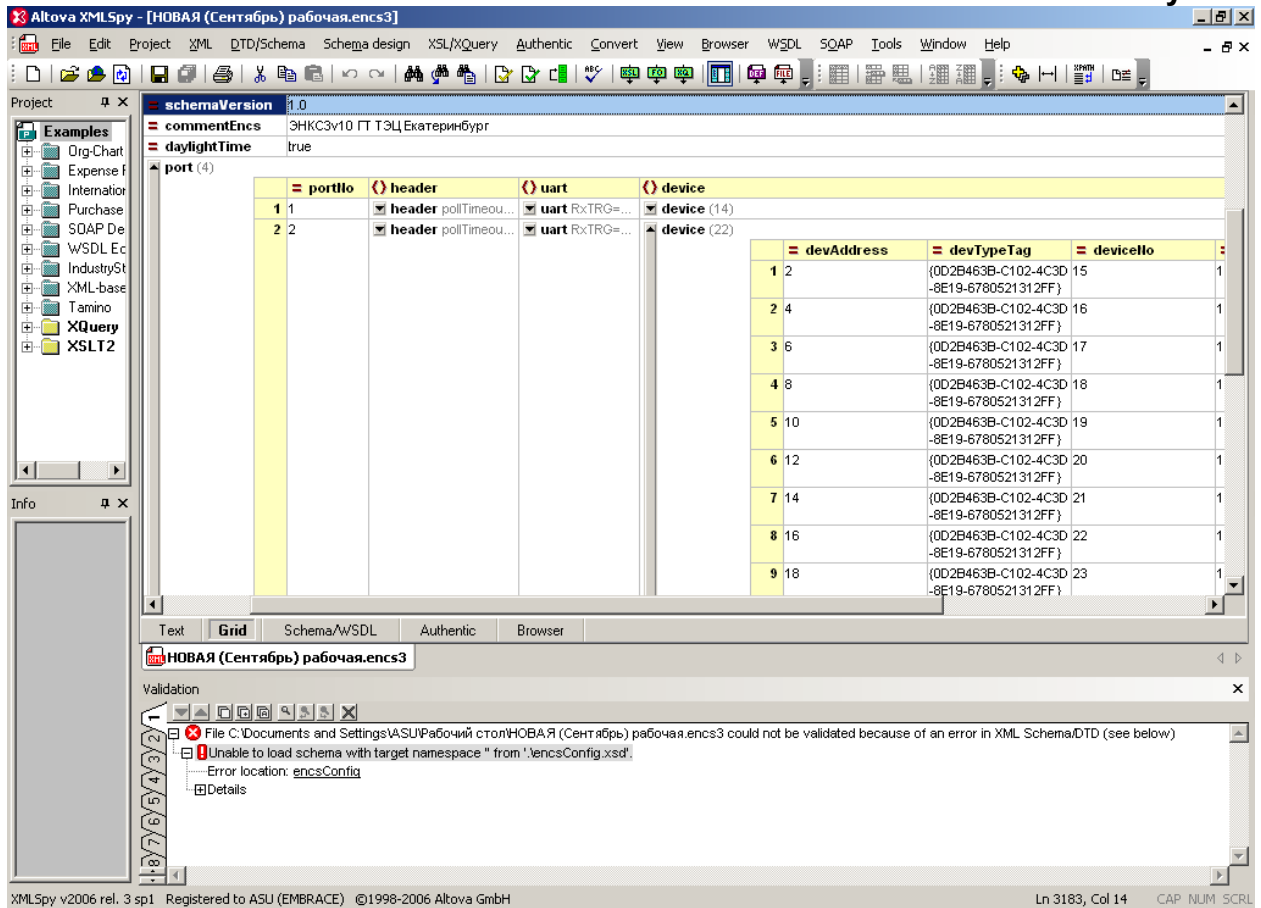 Altova XMLSpy - [НОВАЯ (Сентябрь) рабочая.encs3]
File Edit Project XML DTD/Schema Schema design XSL/XQuery Authentic Convert View Browser WSDL SOAP Tools Window Help
Project
Examples
Org-Chart
Expense F
Internation
Purchase
SOAP De
WSDL Ed
IndustrySt
XML-base
Tamino
XQuery
XSLT2
Info
= schemaVersion 1.0
= commentEncs ЭНКС3v10 ГТ ТЭЦ Екатеринбург
= daylightTime true
port (4)
= portNo () header () uart () device
1 1 header pollTimeou... uart RxTRG=... device (14)
2 2 header pollTimeou... uart RxTRG=... device (22)
= devAddress = devTypeTag = deviceNo =
1 2 {0D2B463B-C102-4C3D 15 1
-8E19-6780521312FF}
2 4 {0D2B463B-C102-4C3D 16 1
-8E19-6780521312FF}
3 6 {0D2B463B-C102-4C3D 17 1
-8E19-6780521312FF}
4 8 {0D2B463B-C102-4C3D 18 1
-8E19-6780521312FF}
5 10 {0D2B463B-C102-4C3D 19 1
-8E19-6780521312FF}
6 12 {0D2B463B-C102-4C3D 20 1
-8E19-6780521312FF}
7 14 {0D2B463B-C102-4C3D 21 1
-8E19-6780521312FF}
8 16 {0D2B463B-C102-4C3D 22 1
-8E19-6780521312FF}
9 18 {0D2B463B-C102-4C3D 23 1
-8E19-6780521312FF}
Text Grid Schema/WSDL Authentic Browser
НОВАЯ (Сентябрь) рабочая.encs3
Validation
1 2 3 4 5 6 7 8
File C:\Documents and Settings\ASU\Рабочий стол\НОВАЯ (Сентябрь) рабочая.encs3 could not be validated because of an error in XML Schema/DTD (see below)
Unable to load schema with target namespace '' from '.\encsConfig.xsd'.
Error location: encsConfig
Details
XMLSpy v2006 rel. 3 sp1 Registered to ASU (EMBRACE) ©1998-2006 Altova GmbH Ln 3183, Col 14 CAP NUM SCRL